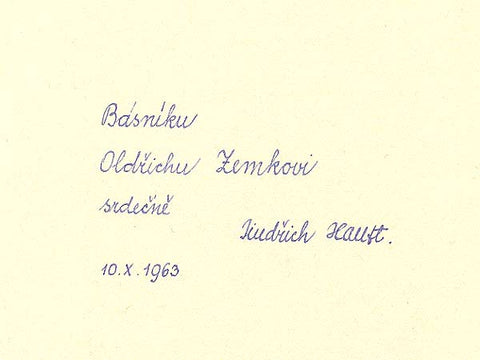 Básníku
Oldřichu Zemkovi
srdečně
Jindřich Hauft.
10.X.1963